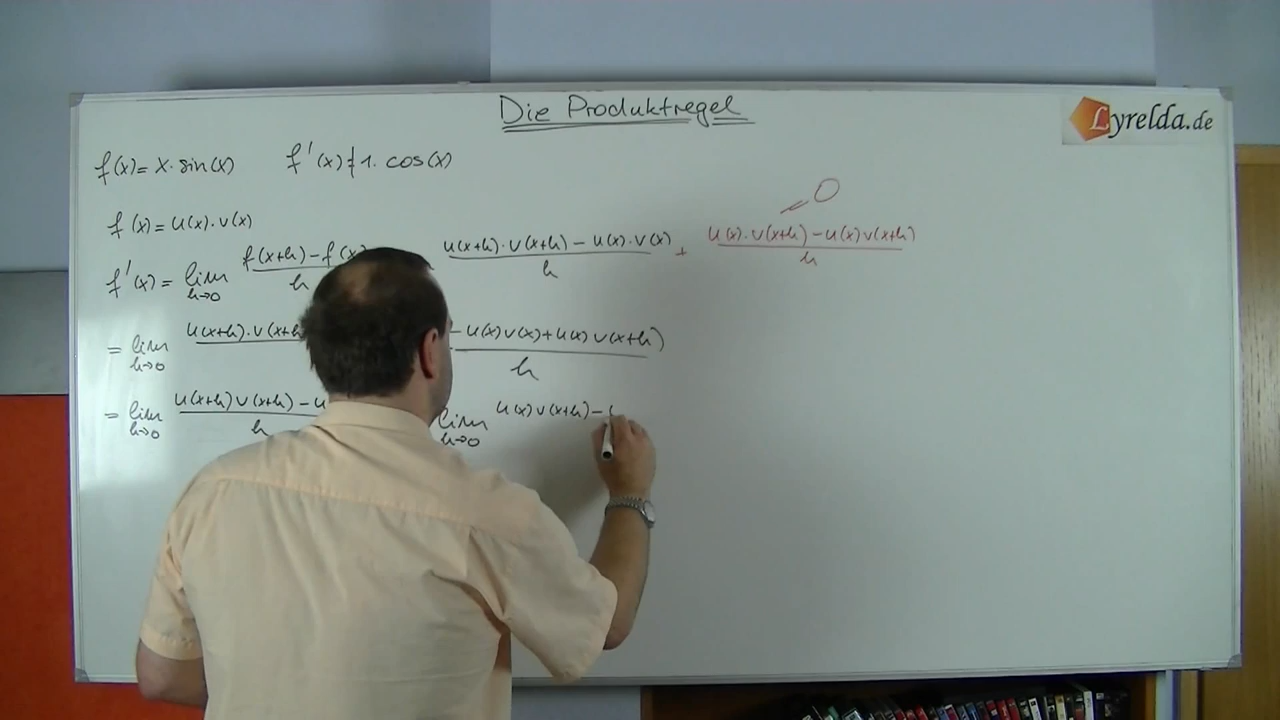 Die Produktregel
Lyrelda.de
f(x)=x·sin(x) f'(x)≠1·cos(x)
f(x)=u(x)·v(x)
f'(x)= lim h→0 f(x+h)-f(x) / h u(x+h)·v(x+h)-u(x)·v(x) / h + u(x)·v(x+h)-u(x)v(x+h) / h =0
= lim h→0 u(x+h)·v(x+h -u(x)v(x)+u(x)v(x+h) / h
= lim h→0 u(x+h)v(x+h)-u / h lim h→0 u(x)v(x+h)-